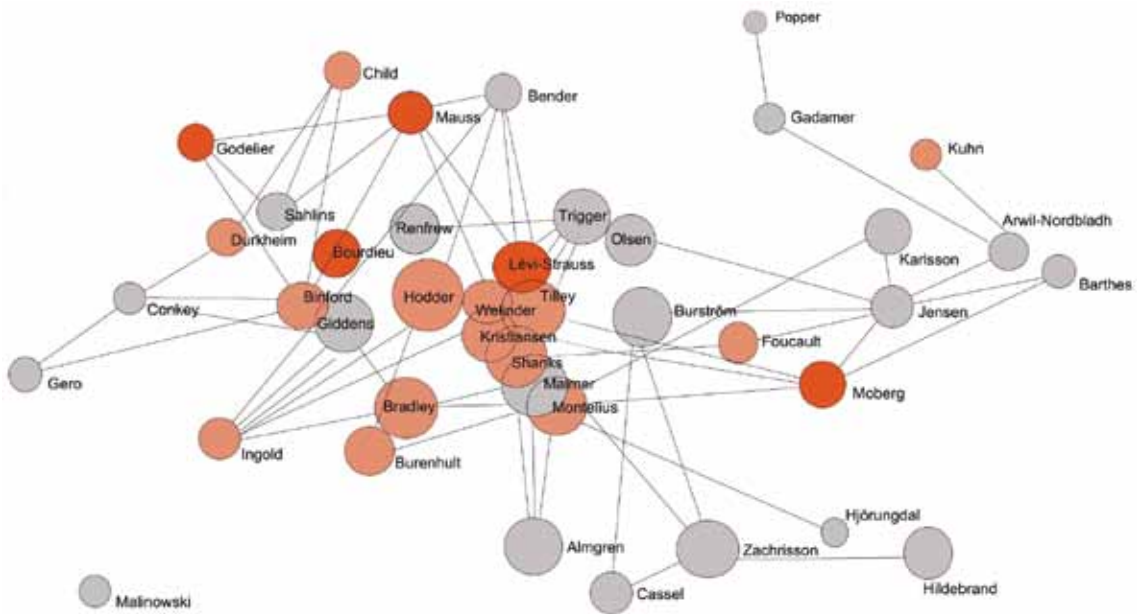 Popper
Child
Bender
Mauss
Gadamer
Godelier
Kuhn
Sahlins
Renfrew
Trigger
Arwil-Nordbladh
Durkheim
Olsen
Bourdieu
Karlsson
Lévi-Strauss
Barthes
Binford
Hodder
Tilley
Conkey
Welinder
Burström
Jensen
Giddens
Kristiansen
Foucault
Shanks
Gero
Malmer
Moberg
Bradley
Montelius
Ingold
Burenhult
Hjörungdal
Almgren
Zachrisson
Hildebrand
Cassel
Malinowski